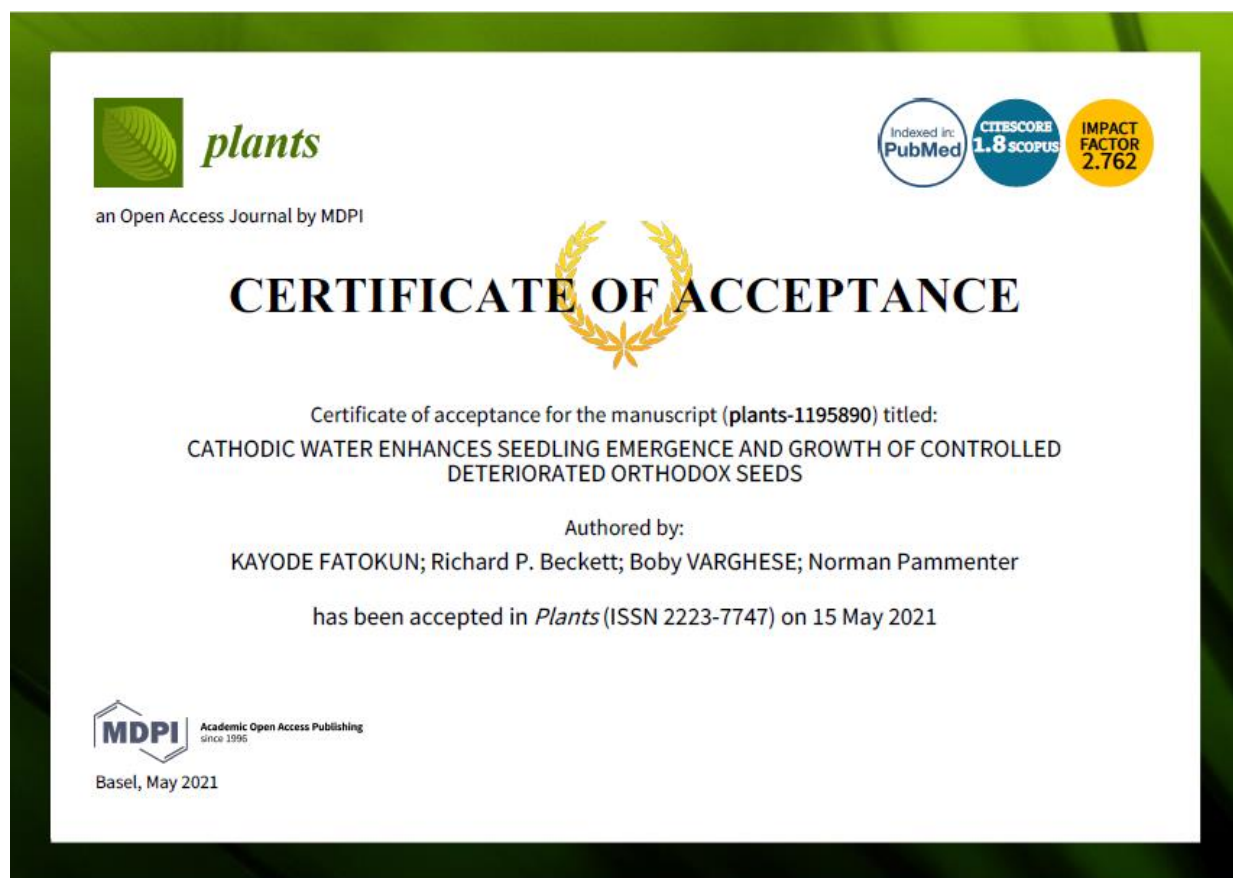 plants
Indexed in:
PubMed
CITESCORE
1.8 SCOPUS
IMPACT
FACTOR
2.762
an Open Access Journal by MDPI
CERTIFICATE OF ACCEPTANCE
Certificate of acceptance for the manuscript (plants-1195890) titled:
CATHODIC WATER ENHANCES SEEDLING EMERGENCE AND GROWTH OF CONTROLLED
DETERIORATED ORTHODOX SEEDS
Authored by:
KAYODE FATOKUN; Richard P. Beckett; Boby VARGHESE; Norman Pammenter
has been accepted in Plants (ISSN 2223-7747) on 15 May 2021
MDPI
Academic Open Access Publishing
since 1996
Basel, May 2021